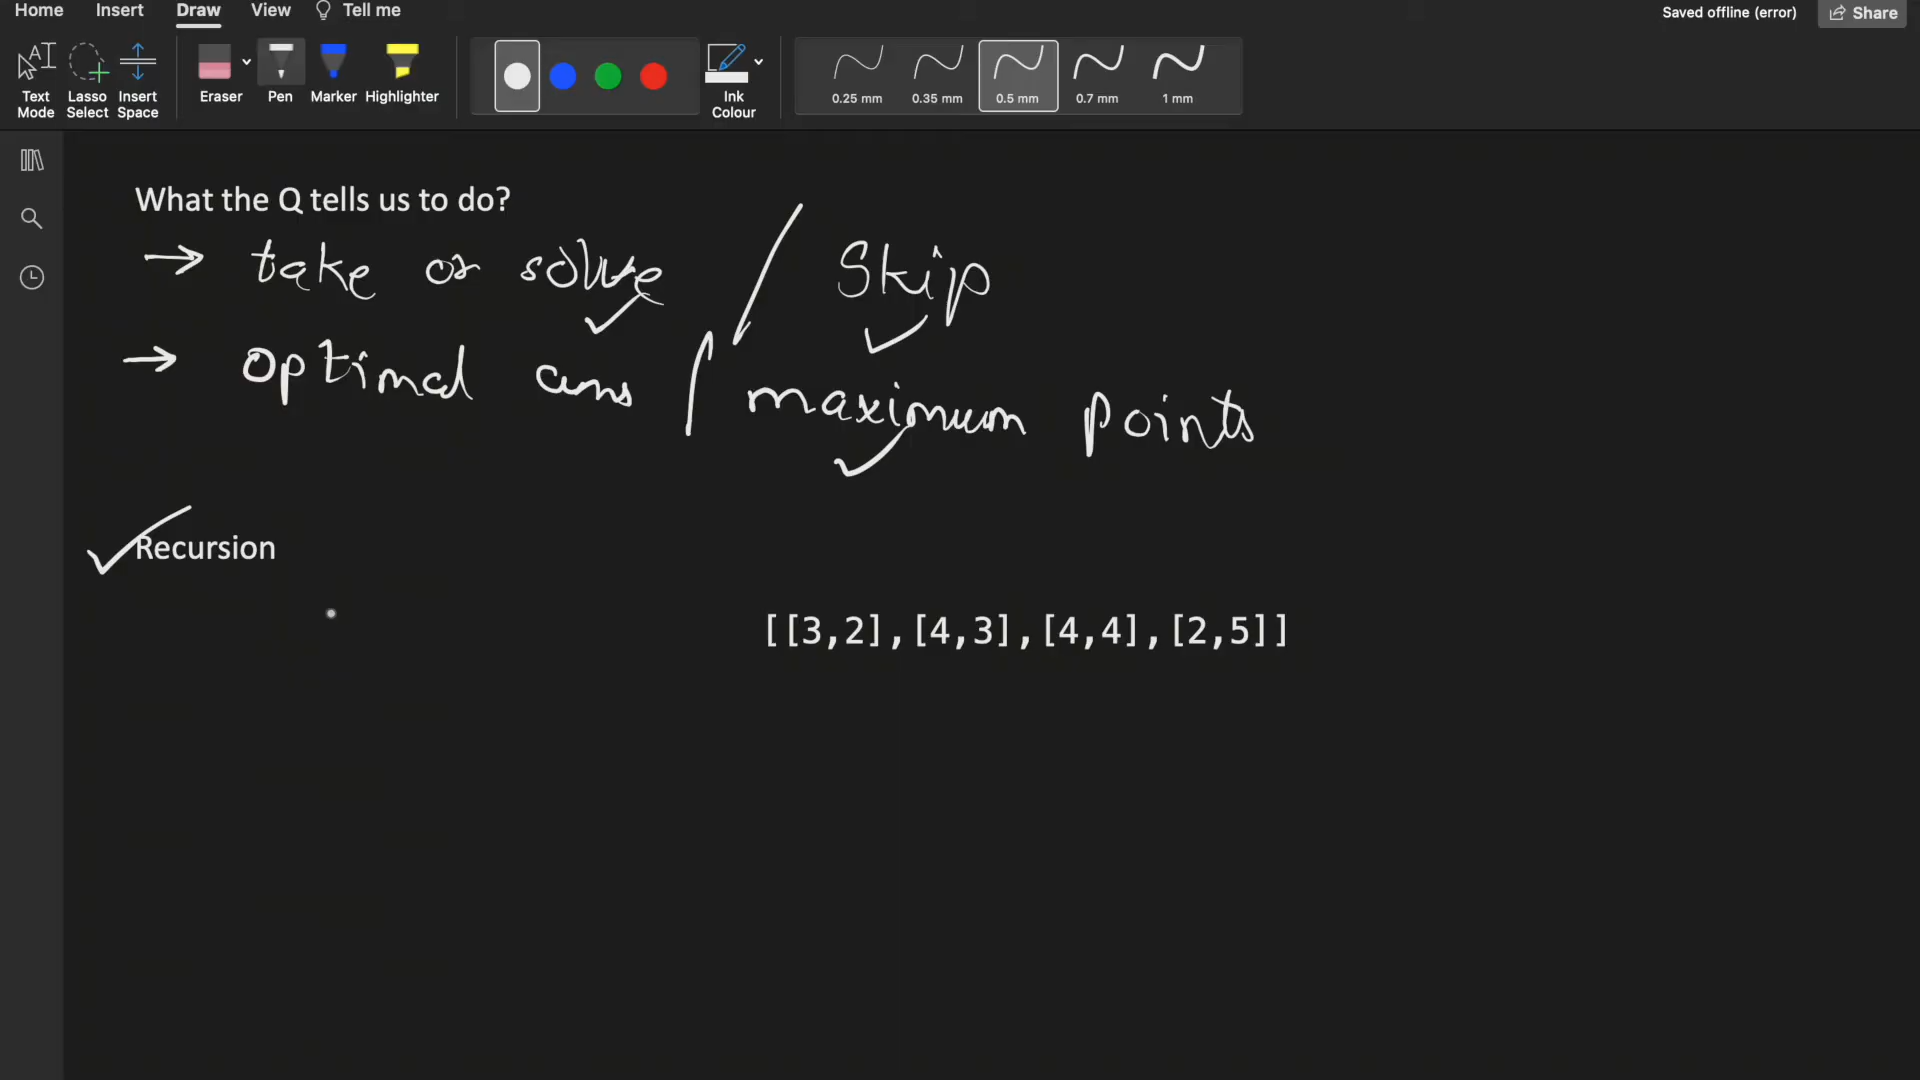 Home Insert Draw View Tell me Saved offline (error) Share
Text Mode Lasso Select Insert Space Eraser Pen Marker Highlighter Ink Colour 0.25 mm 0.35 mm 0.5 mm 0.7 mm 1 mm
What the Q tells us to do?
→ take or solve / Skip
→ Optimal ans / maximum points
Recursion
[[3,2],[4,3],[4,4],[2,5]]